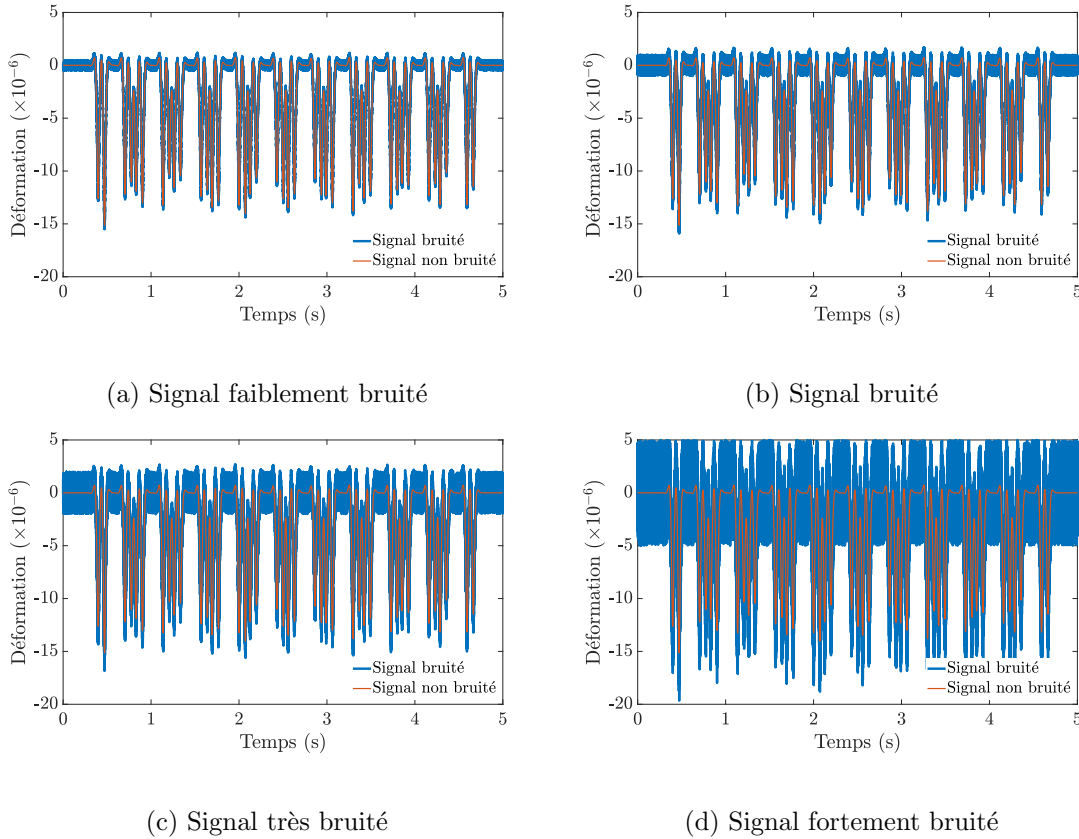 5
0
-5
-10
-15
-20
Déformation (×10⁻⁶)
Signal bruité
Signal non bruité
0 1 2 3 4 5
Temps (s)
(a) Signal faiblement bruité
5
0
-5
-10
-15
-20
Déformation (×10⁻⁶)
Signal bruité
Signal non bruité
0 1 2 3 4 5
Temps (s)
(b) Signal bruité
5
0
-5
-10
-15
-20
Déformation (×10⁻⁶)
Signal bruité
Signal non bruité
0 1 2 3 4 5
Temps (s)
(c) Signal très bruité
5
0
-5
-10
-15
-20
Déformation (×10⁻⁶)
Signal bruité
Signal non bruité
0 1 2 3 4 5
Temps (s)
(d) Signal fortement bruité